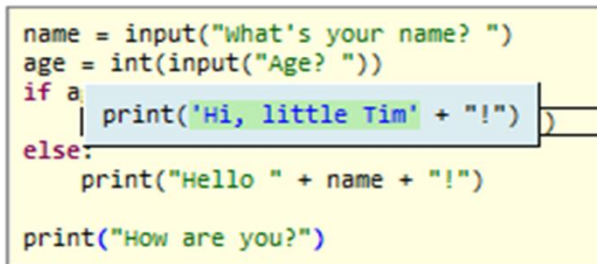 name = input("What's your name? ")
age = int(input("Age? "))
if a
print('Hi, little Tim' + "!") )
else:
print("Hello " + name + "!")
print("How are you?")